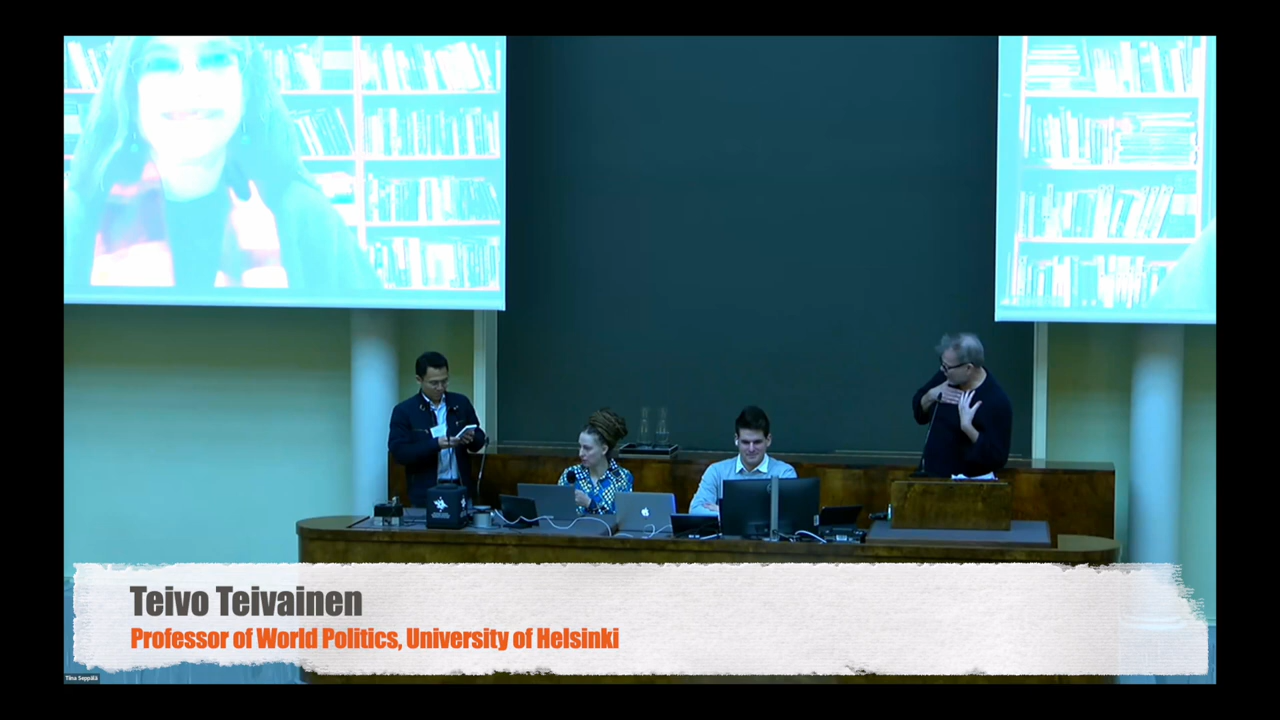 Teivo Teivainen
Professor of World Politics, University of Helsinki
Tiina Seppälä